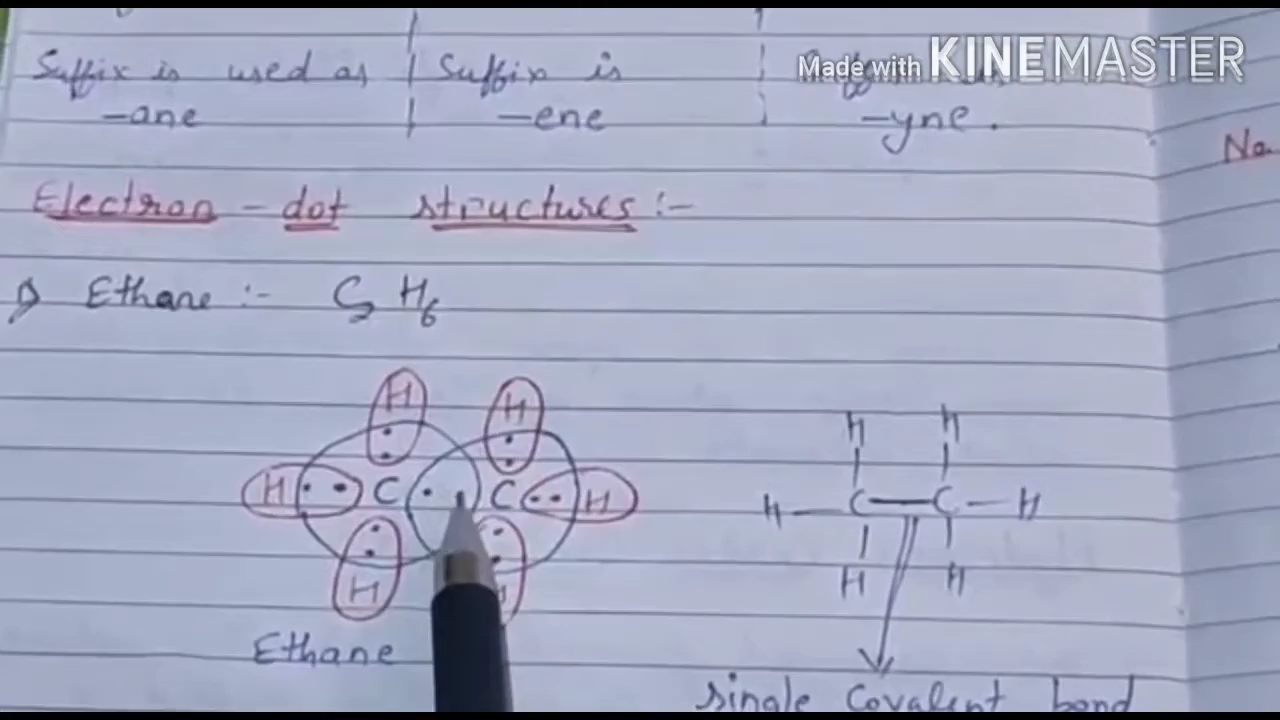 Suffix is used as Suffix is
-ane -ene -yne.
Made with KINEMASTER
Na
Electron-dot structures:-
Ethane:- C2H6
H H
H C C H
H
H H
H-C-C-H
H H
Ethane
single covalent bond